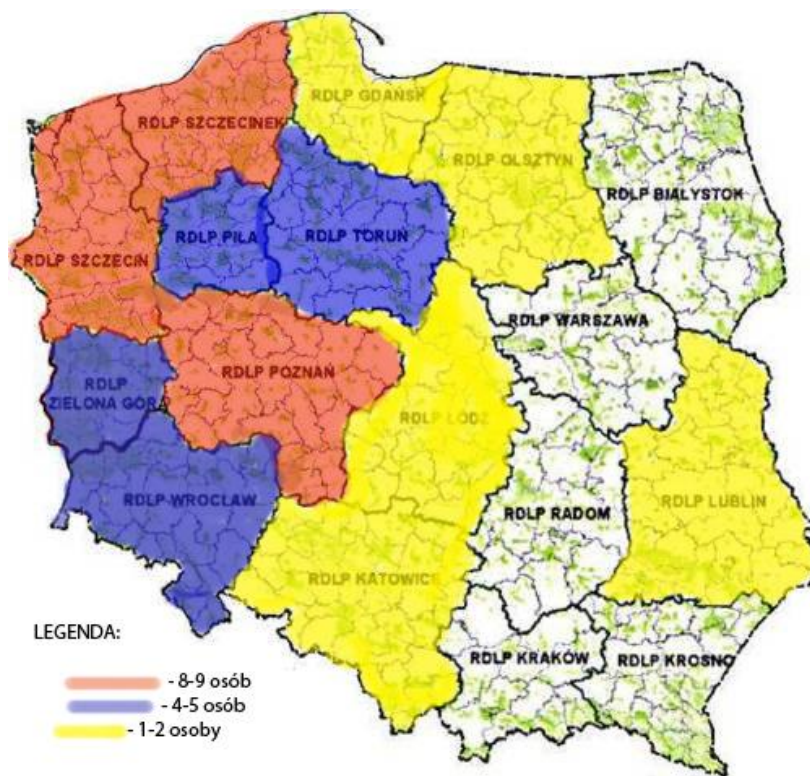 RDLP GDAŃSK
RDLP SZCZECINEK
RDLP OLSZTYN
RDLP BIAŁYSTOK
RDLP PIŁA
RDLP TORUŃ
RDLP SZCZECIN
RDLP WARSZAWA
RDLP POZNAŃ
RDLP
ZIELONA GÓRA
RDLP ŁÓDŹ
RDLP WROCŁAW
RDLP RADOM
RDLP LUBLIN
RDLP KATOWICE
RDLP KRAKÓW
RDLP KROSNO
LEGENDA:
- 8-9 osób
- 4-5 osób
- 1-2 osoby